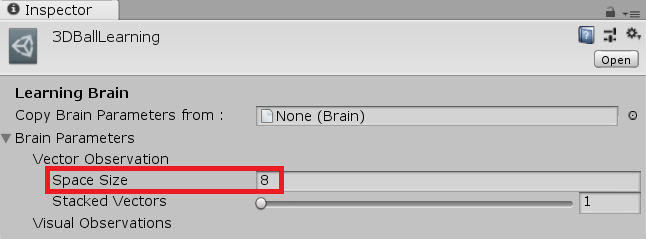 Inspector
3DBallLearning
Open
Learning Brain
Copy Brain Parameters from : None (Brain)
Brain Parameters
Vector Observation
Space Size 8
Stacked Vectors 1
Visual Observations